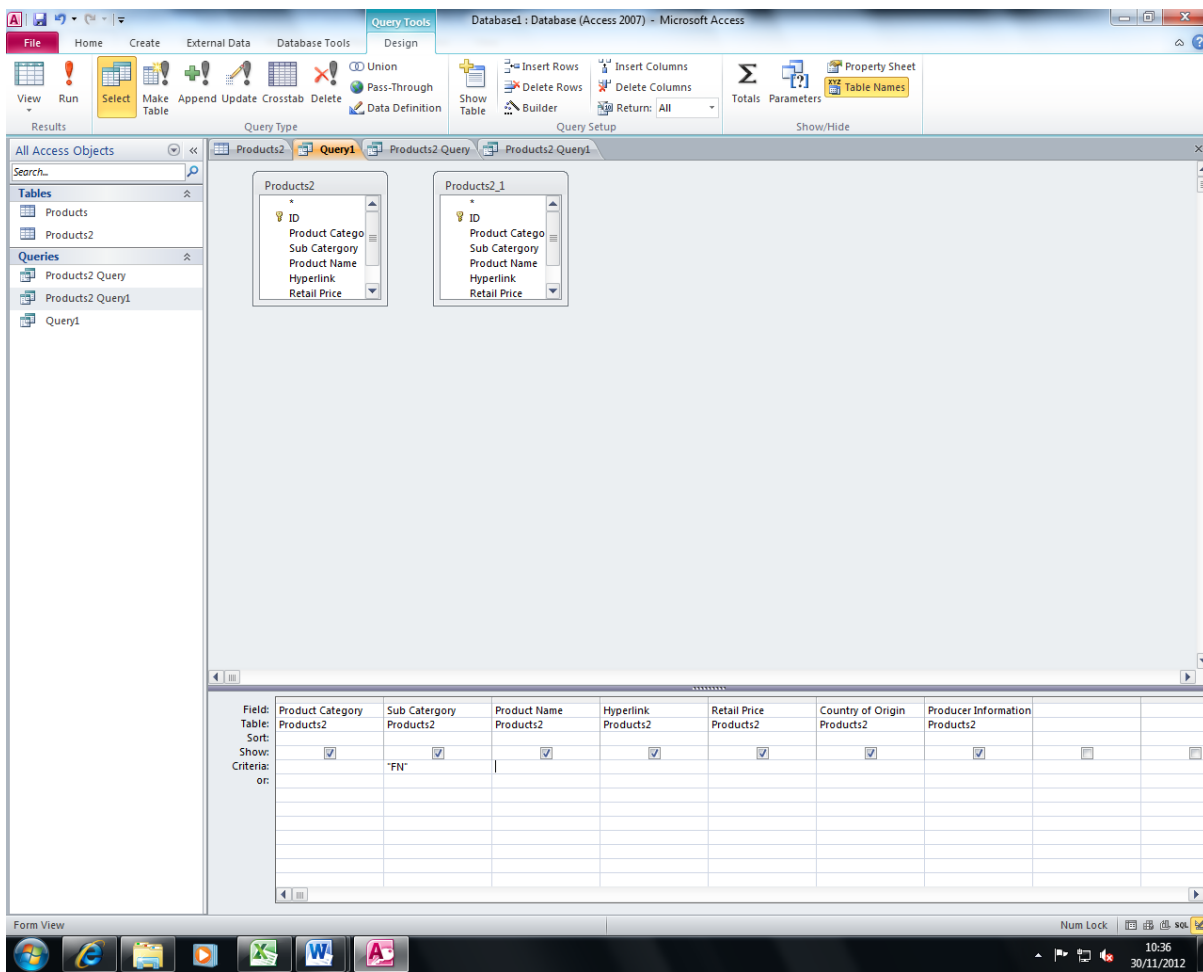 Query Tools
Database1 : Database (Access 2007) - Microsoft Access
File Home Create External Data Database Tools Design
View
Run
Select
Make Table
Append
Update
Crosstab
Delete
Union
Pass-Through
Data Definition
Show Table
Insert Rows
Delete Rows
Builder
Insert Columns
Delete Columns
Return: All
Totals
Parameters
Property Sheet
Table Names
Results Query Type Query Setup Show/Hide
All Access Objects
Search...
Tables
Products
Products2
Queries
Products2 Query
Products2 Query1
Query1
Products2 Query1 Products2 Query Products2 Query1
Products2
*
ID
Product Catego
Sub Catergory
Product Name
Hyperlink
Retail Price
Products2_1
*
ID
Product Catego
Sub Catergory
Product Name
Hyperlink
Retail Price
Field: Product Category Sub Catergory Product Name Hyperlink Retail Price Country of Origin Producer Information
Table: Products2 Products2 Products2 Products2 Products2 Products2 Products2
Sort:
Show:
Criteria: "FN"
or:
Form View
Num Lock
SQL
10:36
30/11/2012